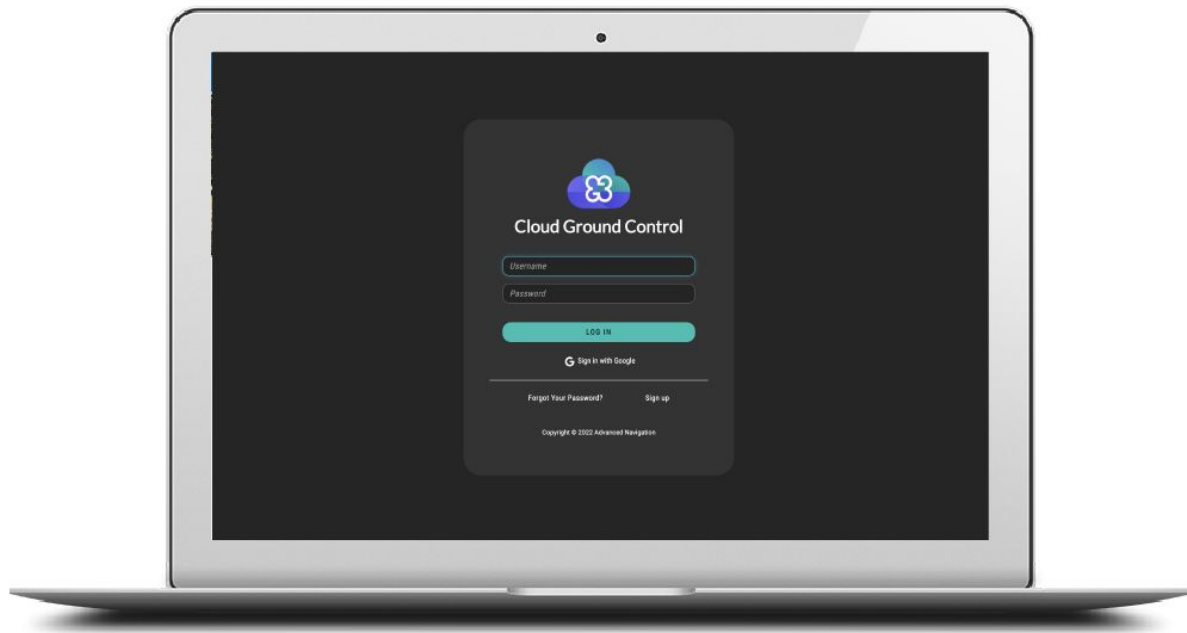 Cloud Ground Control
Username
Password
LOG IN
Sign in with Google
Forgot Your Password? Sign up
Copyright © 2022 Advanced Navigation